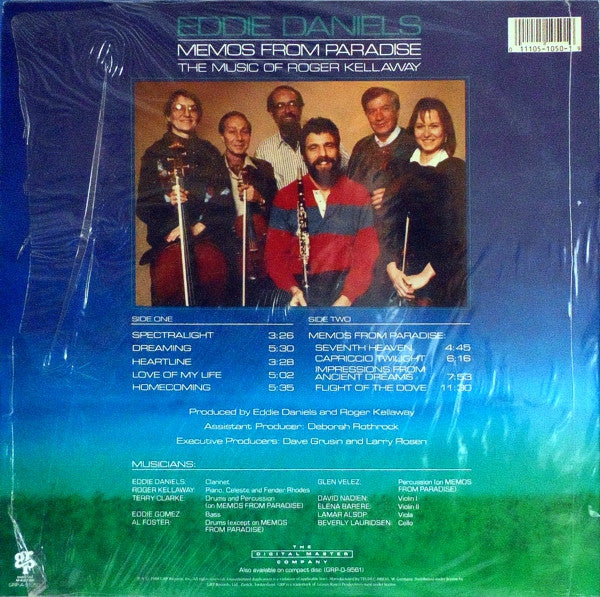 EDDIE DANIELS
MEMOS FROM PARADISE
THE MUSIC OF ROGER KELLAWAY
0 11105-1050-1 9
SIDE ONE
SPECTRALIGHT 3:26
DREAMING 5:30
HEARTLINE 3:28
LOVE OF MY LIFE 5:02
HOMECOMING 5:35
SIDE TWO
MEMOS FROM PARADISE:
SEVENTH HEAVEN 4:45
CAPRICCIO TWILIGHT 6:16
IMPRESSIONS FROM
ANCIENT DREAMS 7:53
FLIGHT OF THE DOVE 11:30
Produced by Eddie Daniels and Roger Kellaway
Assistant Producer: Deborah Rothrock
Executive Producers: Dave Grusin and Larry Rosen
MUSICIANS:
EDDIE DANIELS: Clarinet
ROGER KELLAWAY: Piano, Celeste and Fender Rhodes
TERRY CLARKE: Drums and Percussion
(on MEMOS FROM PARADISE)
EDDIE GOMEZ Bass
AL FOSTER: Drums (except on MEMOS
FROM PARADISE)
GLEN VELEZ: Percussion (on MEMOS
FROM PARADISE)
DAVID NADIEN: Violin I
ELENA BARERE: Violin II
LAMAR ALSOP: Viola
BEVERLY LAURIDSEN: Cello
GRP
THE
DIGITAL MASTER
COMPANY
Also available on compact disc (GRP-D-9561)